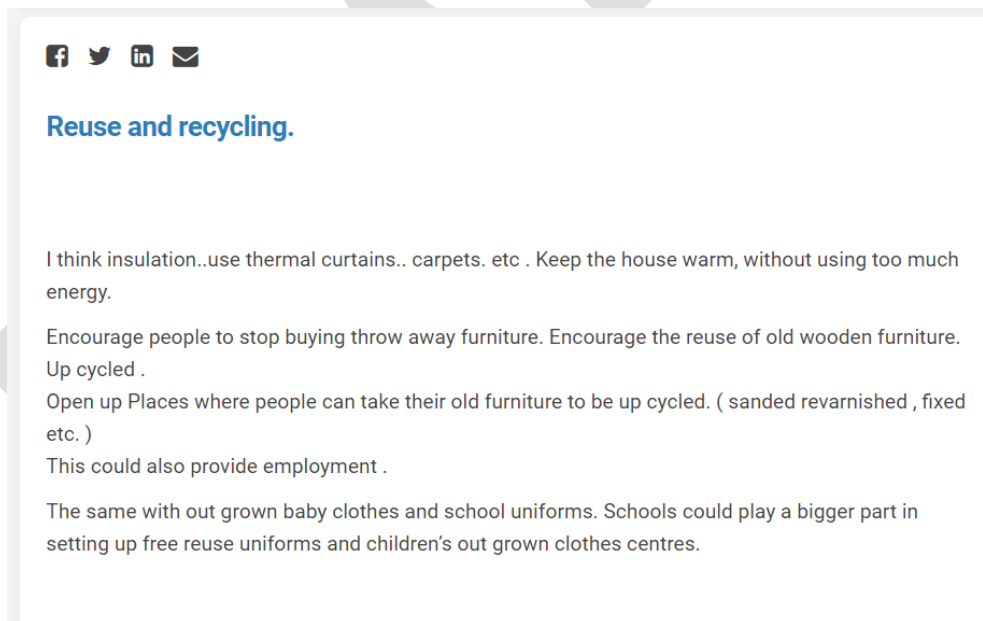 Reuse and recycling.
I think insulation..use thermal curtains.. carpets. etc . Keep the house warm, without using too much
energy.
Encourage people to stop buying throw away furniture. Encourage the reuse of old wooden furniture.
Up cycled .
Open up Places where people can take their old furniture to be up cycled. ( sanded revarnished , fixed
etc. )
This could also provide employment .
The same with out grown baby clothes and school uniforms. Schools could play a bigger part in
setting up free reuse uniforms and children’s out grown clothes centres.